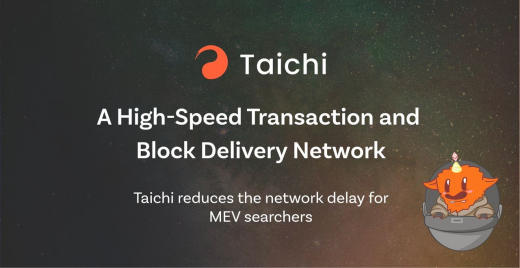 Taichi
A High-Speed Transaction and
Block Delivery Network
Taichi reduces the network delay for
MEV searchers